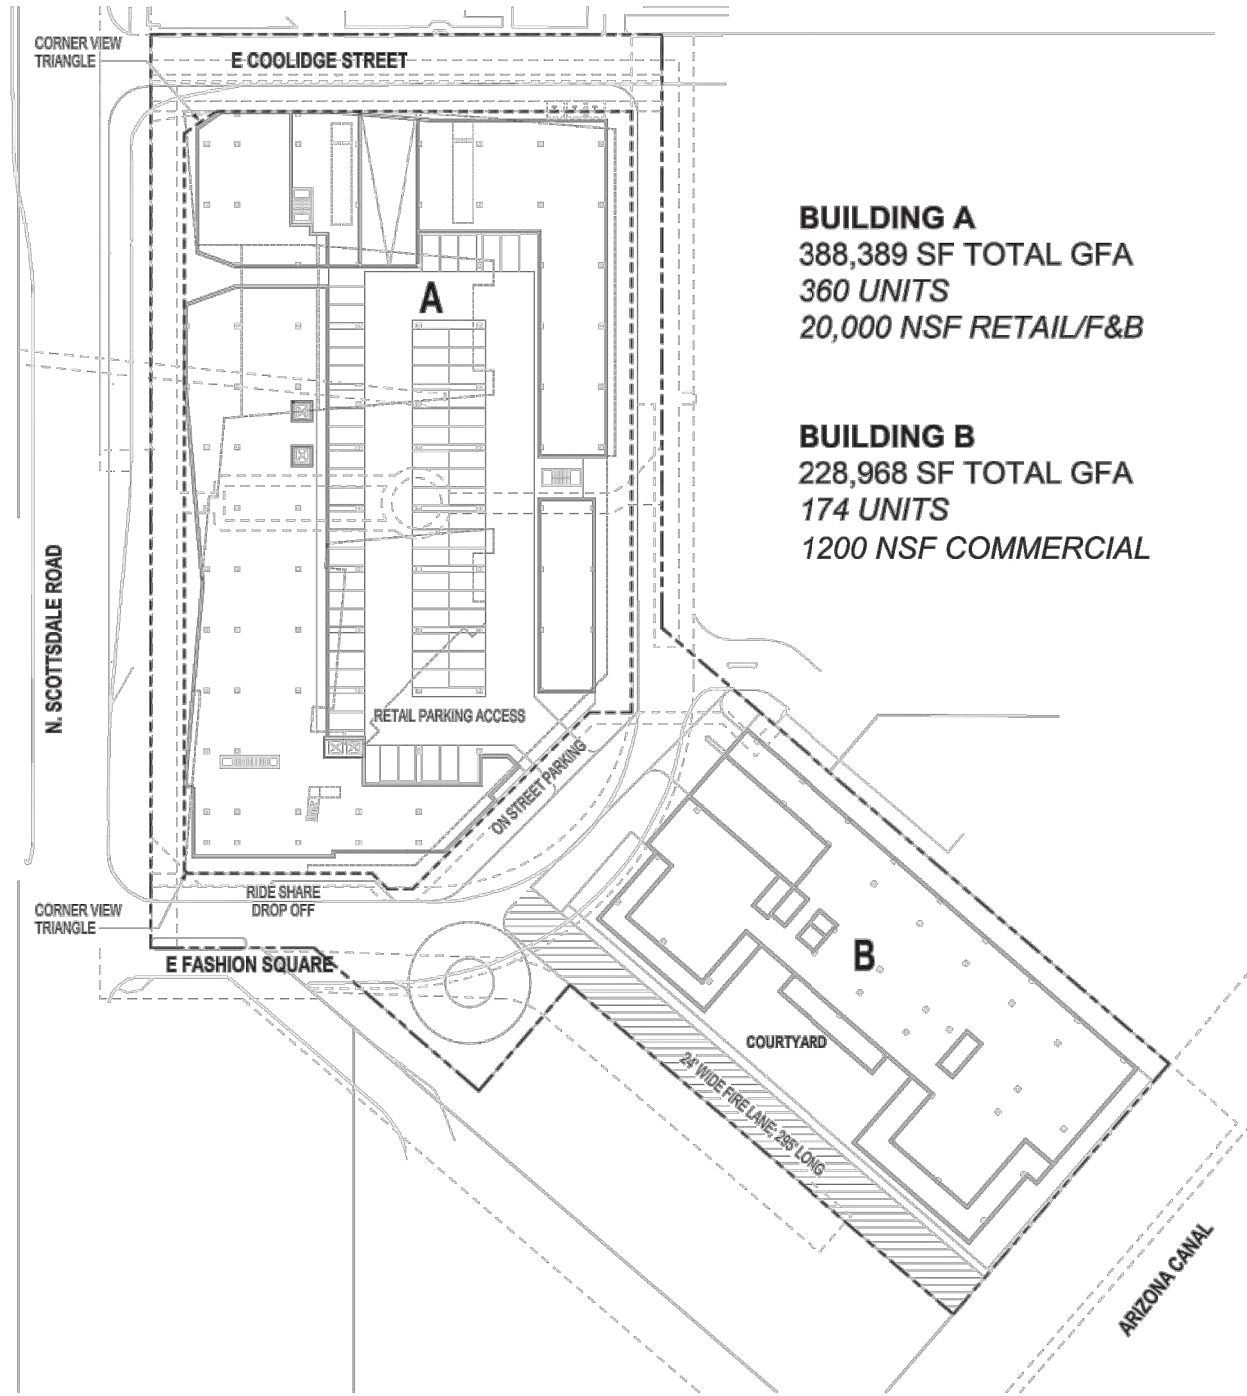 CORNER VIEW
TRIANGLE
E COOLIDGE STREET
BUILDING A
388,389 SF TOTAL GFA
360 UNITS
20,000 NSF RETAIL/F&B
A
BUILDING B
228,968 SF TOTAL GFA
174 UNITS
1200 NSF COMMERCIAL
N. SCOTTSDALE ROAD
RETAIL PARKING ACCESS
ON STREET PARKING
RIDE SHARE
DROP OFF
CORNER VIEW
TRIANGLE
E FASHION SQUARE
B
COURTYARD
24' WIDE FIRE LANE; 295' LONG
ARIZONA CANAL